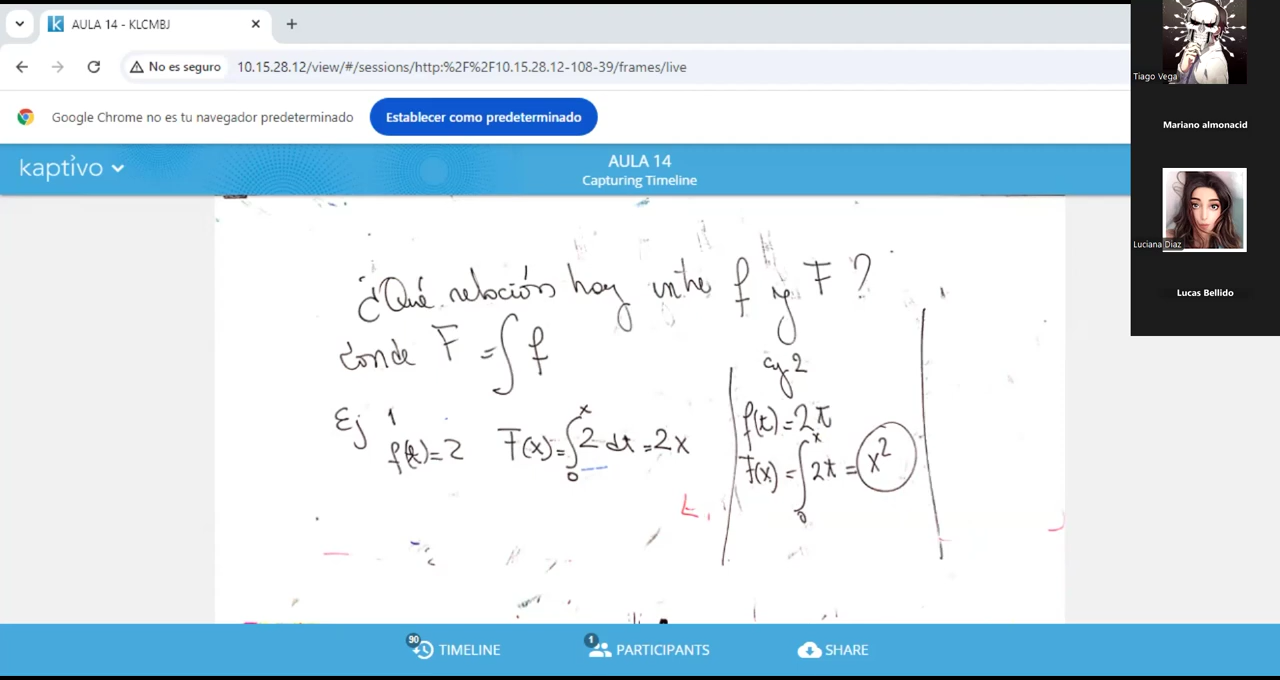 AULA 14 - KLCMBJ
No es seguro
10.15.28.12/view/#/sessions/http:%2F%2F10.15.28.12-108-39/frames/live
Google Chrome no es tu navegador predeterminado
Establecer como predeterminado
kaptivo
AULA 14
Capturing Timeline
Tiago Vega
Mariano almonacid
Luciana Diaz
Lucas Bellido
¿Qué relación hay entre f y F?
donde F = ∫ f
Ej 1
f(t)=2 F(x)=∫₀ˣ 2 dt = 2x
ej 2
f(t)=2t
F(x)=∫₀ˣ 2t = x²
90 TIMELINE
1 PARTICIPANTS
SHARE